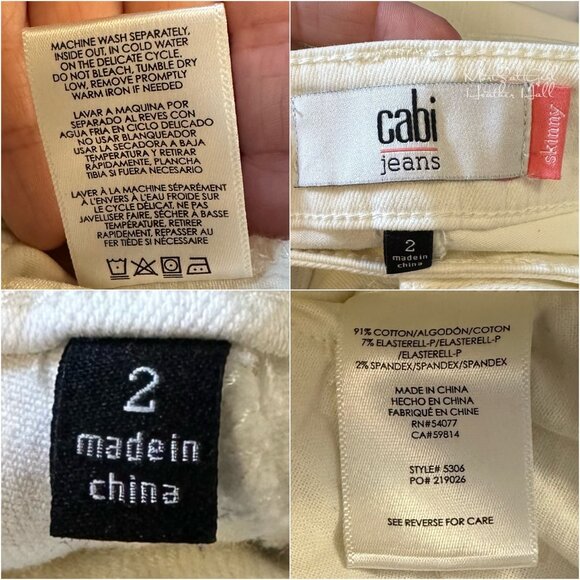 MACHINE WASH SEPARATELY,
INSIDE OUT, IN COLD WATER
ON THE DELICATE CYCLE.
DO NOT BLEACH, TUMBLE DRY
LOW, REMOVE PROMPTLY
WARM IRON IF NEEDED
LAVAR A MAQUINA POR
SEPARADO AL REVES CON
AGUA FRIA EN CICLO DELICADO
NO USAR BLANQUEADOR
USAR LA SECADORA A BAJA
TEMPERATURA Y RETIRAR
RAPIDAMENTE, PLANCHA
TIBIA SI FUERA NECESARIO
LAVER À LA MACHINE SÉPARÉMENT
À L'ENVERS À L'EAU FROIDE SUR
LE CYCLE DÉLICAT, NE PAS
JAVELLISER FAIRE, SÉCHER À BASSE
TEMPÉRATURE, RETIRER
RAPIDEMENT, REPASSER AU
FER TIÈDE SI NÉCESSAIRE
cabi
jeans
skinny
Heather Hall
2
made in
china
2
made in
china
91% COTTON/ALGODÓN/COTON
7% ELASTERELL-P/ELASTERELL-P
/ELASTERELL-P
2% SPANDEX/SPANDEX/SPANDEX
MADE IN CHINA
HECHO EN CHINA
FABRIQUÉ EN CHINE
RN#54077
CA#59814
STYLE# 5306
PO# 219026
SEE REVERSE FOR CARE